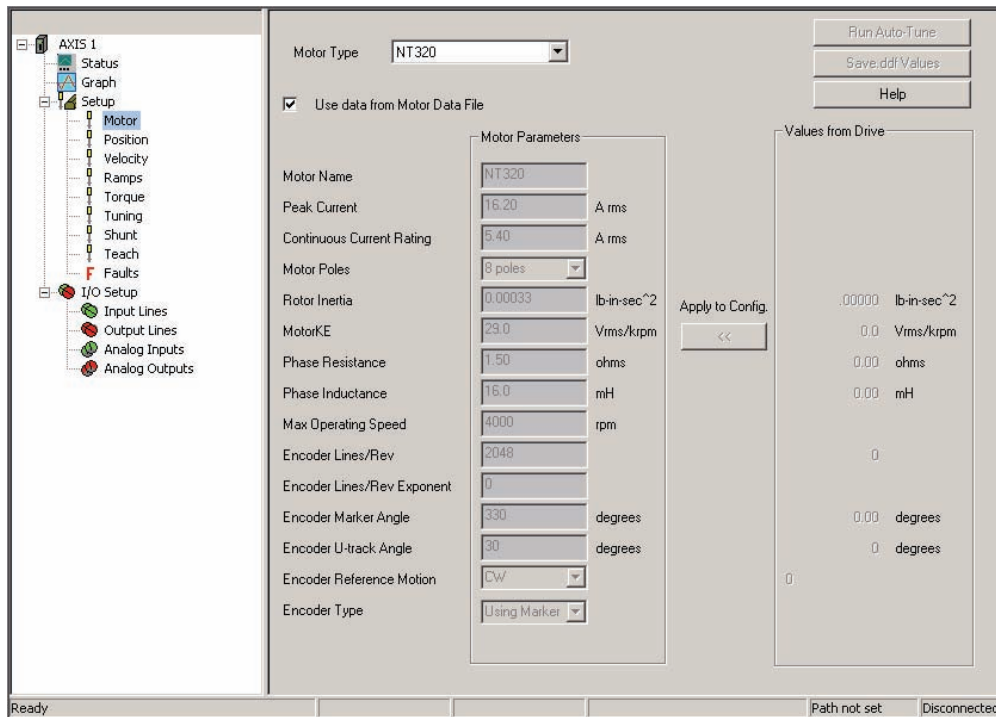 AXIS 1
Status
Graph
Setup
Motor
Position
Velocity
Ramps
Torque
Tuning
Shunt
Teach
F Faults
I/O Setup
Input Lines
Output Lines
Analog Inputs
Analog Outputs
Motor Type NT320
Run Auto-Tune
Save.ddf Values
Help
Use data from Motor Data File
Motor Parameters
Values from Drive
Motor Name NT320
Peak Current 16.20 A rms
Continuous Current Rating 5.40 A rms
Motor Poles 8 poles
Rotor Inertia 0.00033 lb-in-sec^2
Apply to Config.
<<
.00000 lb-in-sec^2
MotorKE 29.0 Vrms/krpm 0.0 Vrms/krpm
Phase Resistance 1.50 ohms 0.00 ohms
Phase Inductance 16.0 mH 0.00 mH
Max Operating Speed 4000 rpm
Encoder Lines/Rev 2048 0
Encoder Lines/Rev Exponent 0
Encoder Marker Angle 330 degrees 0.00 degrees
Encoder U-track Angle 30 degrees 0 degrees
Encoder Reference Motion CW 0
Encoder Type Using Marker
Ready Path not set Disconnected